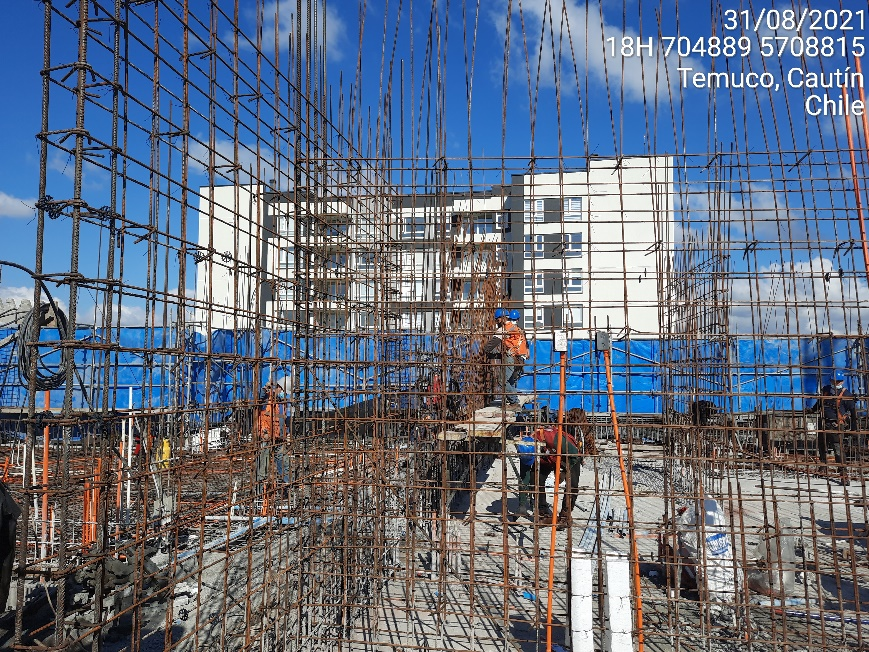 31/08/2021
18H 704889 5708815
Temuco, Cautín
Chile